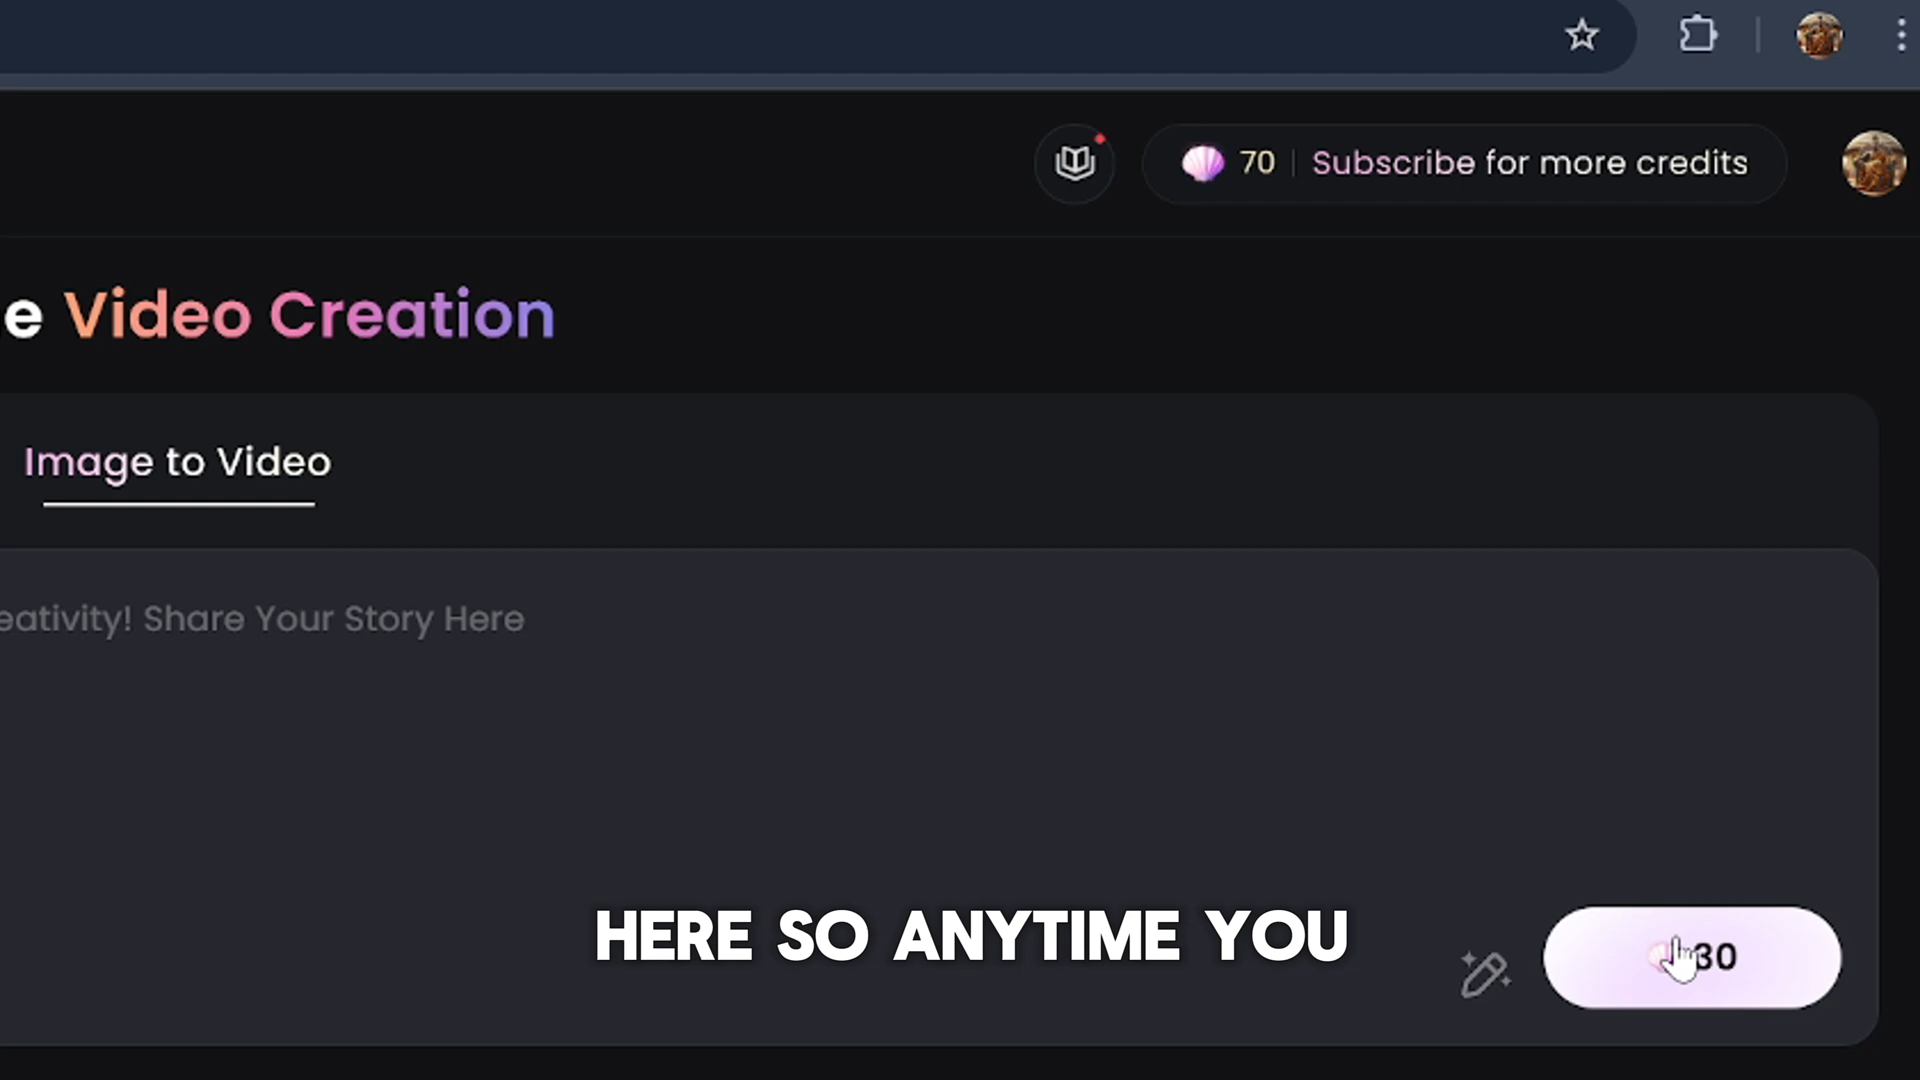 70 | Subscribe for more credits
e Video Creation
Image to Video
eativity! Share Your Story Here
HERE SO ANYTIME YOU
30